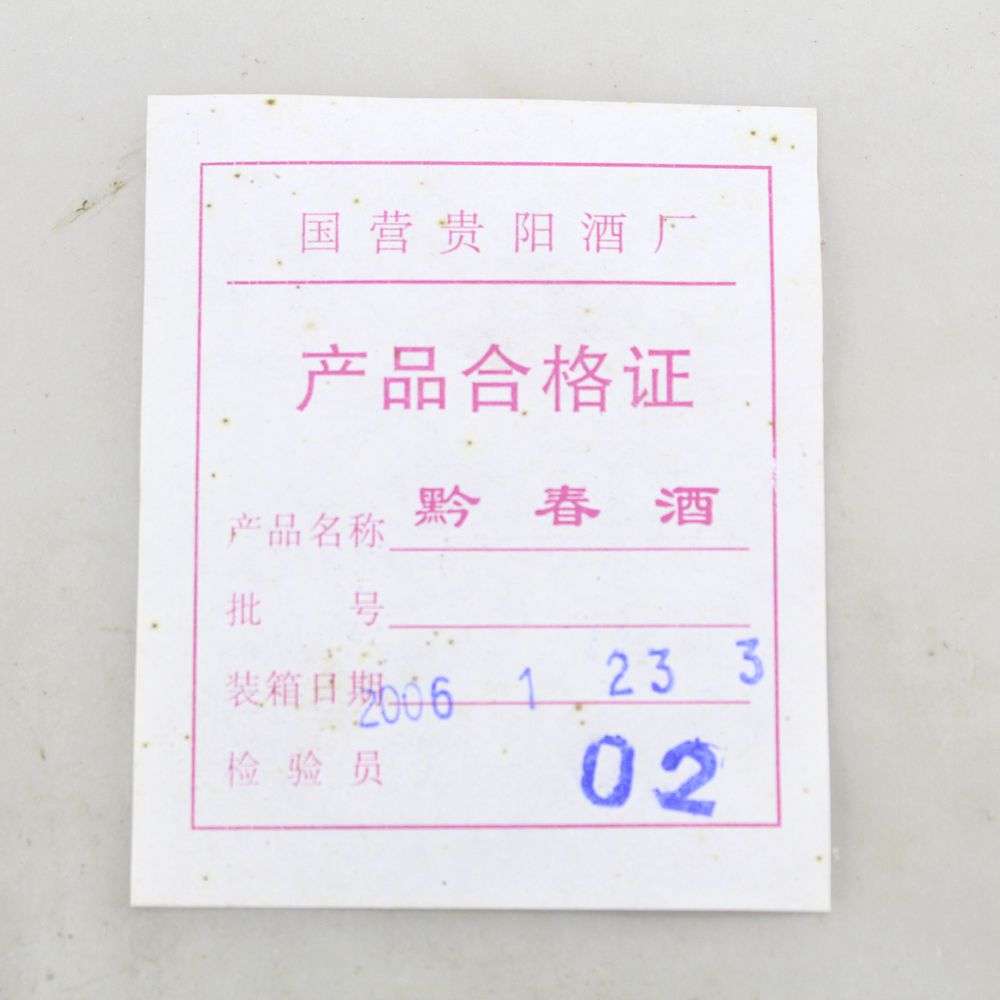 国营贵阳酒厂
产品合格证
产品名称 黔春酒
批 号
装箱日期 2006 1 23 3
检验员 02